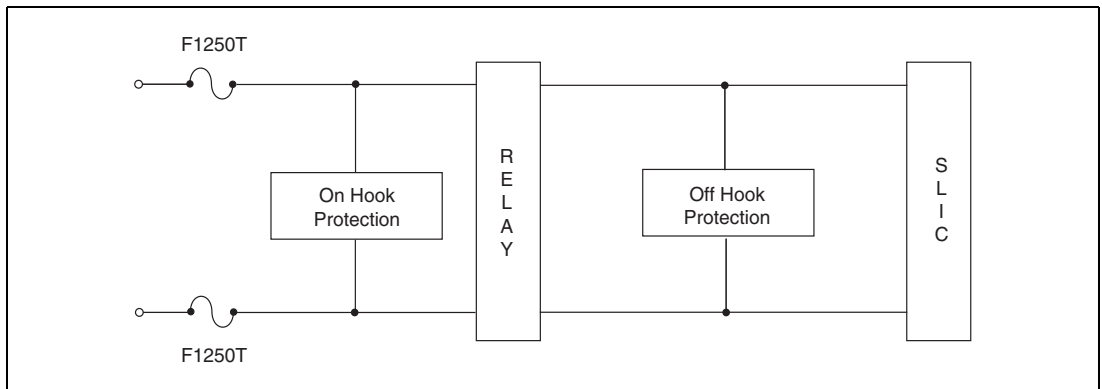 F1250T
On Hook
Protection
R
E
L
A
Y
Off Hook
Protection
S
L
I
C
F1250T